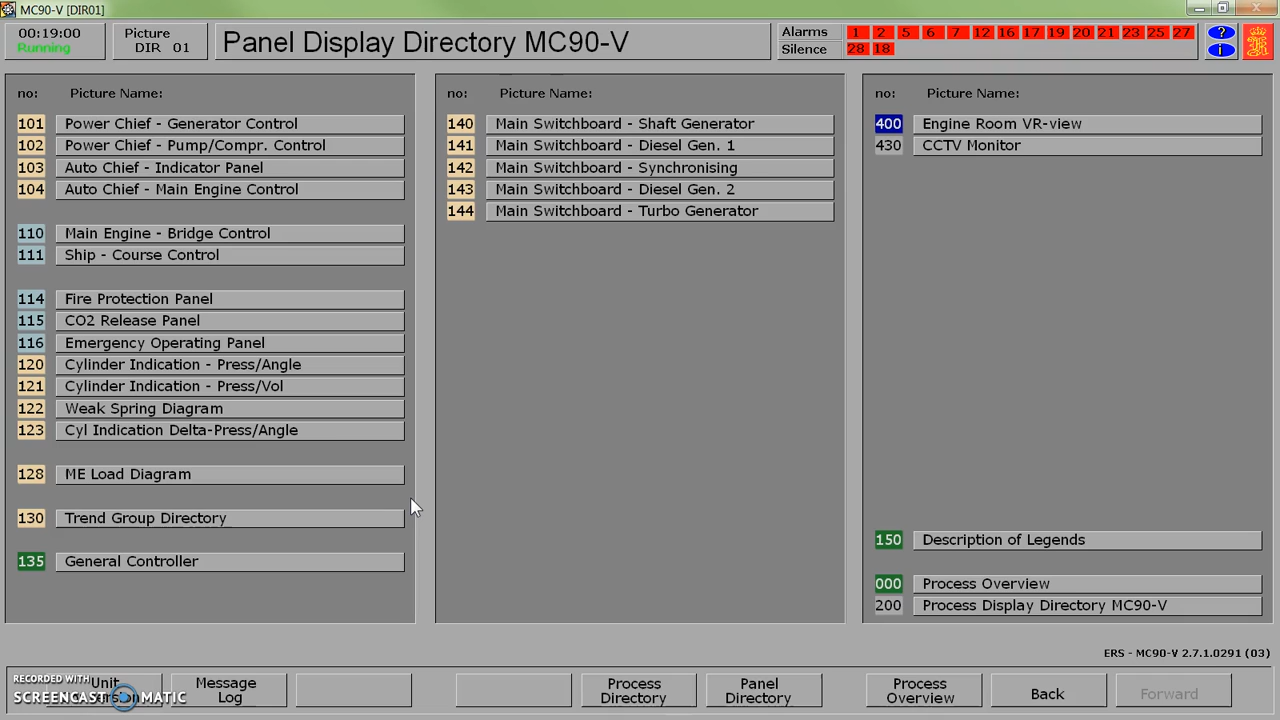 MC90-V [DIR01]
00:19:00
Running
Picture
DIR 01
Panel Display Directory MC90-V
Alarms
Silence
1 2 5 6 7 12 16 17 19 20 21 23 25 27
28 18
? i
no: Picture Name:
101 Power Chief - Generator Control
102 Power Chief - Pump/Compr. Control
103 Auto Chief - Indicator Panel
104 Auto Chief - Main Engine Control
110 Main Engine - Bridge Control
111 Ship - Course Control
114 Fire Protection Panel
115 CO2 Release Panel
116 Emergency Operating Panel
120 Cylinder Indication - Press/Angle
121 Cylinder Indication - Press/Vol
122 Weak Spring Diagram
123 Cyl Indication Delta-Press/Angle
128 ME Load Diagram
130 Trend Group Directory
135 General Controller
no: Picture Name:
140 Main Switchboard - Shaft Generator
141 Main Switchboard - Diesel Gen. 1
142 Main Switchboard - Synchronising
143 Main Switchboard - Diesel Gen. 2
144 Main Switchboard - Turbo Generator
no: Picture Name:
400 Engine Room VR-view
430 CCTV Monitor
150 Description of Legends
000 Process Overview
200 Process Display Directory MC90-V
ERS - MC90-V 2.7.1.0291 (03)
RECORDED WITH
SCREENCAST MATIC
Unit
Message
Log
Process
Directory
Panel
Directory
Process
Overview
Back
Forward